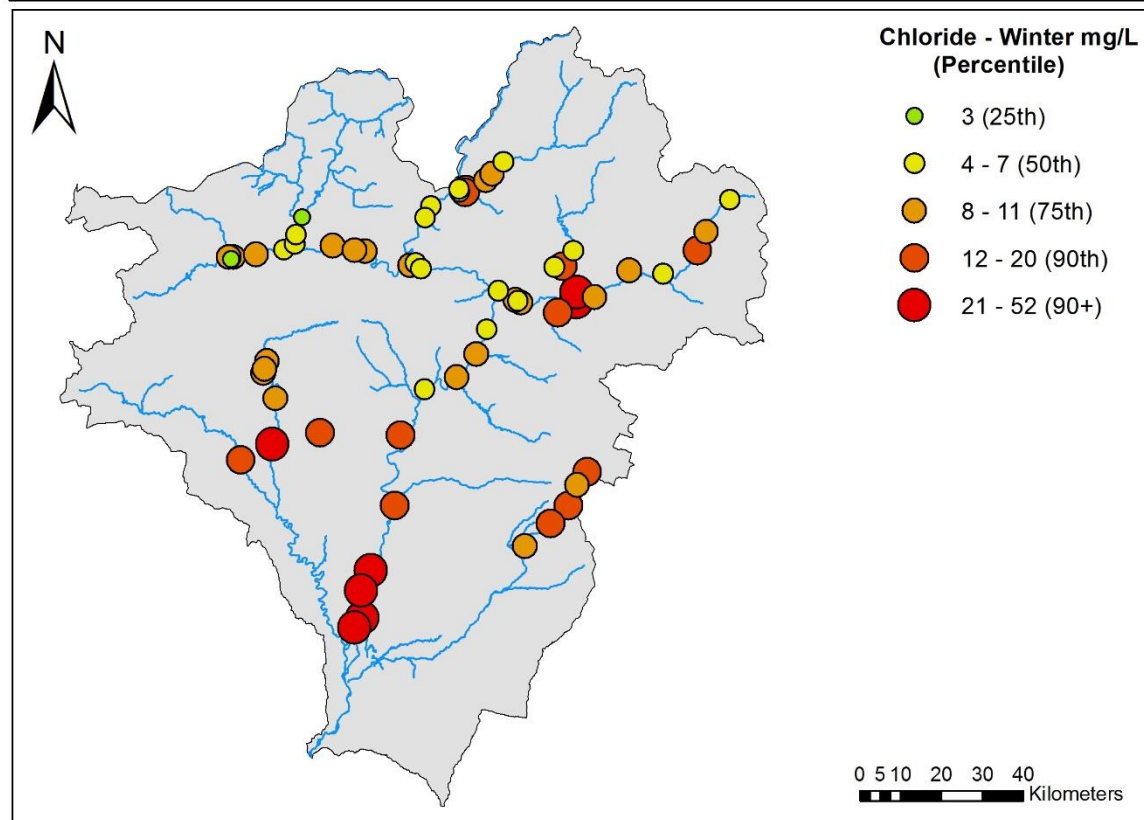 N
Chloride - Winter mg/L
(Percentile)
3 (25th)
4 - 7 (50th)
8 - 11 (75th)
12 - 20 (90th)
21 - 52 (90+)
0 5 10 20 30 40
Kilometers